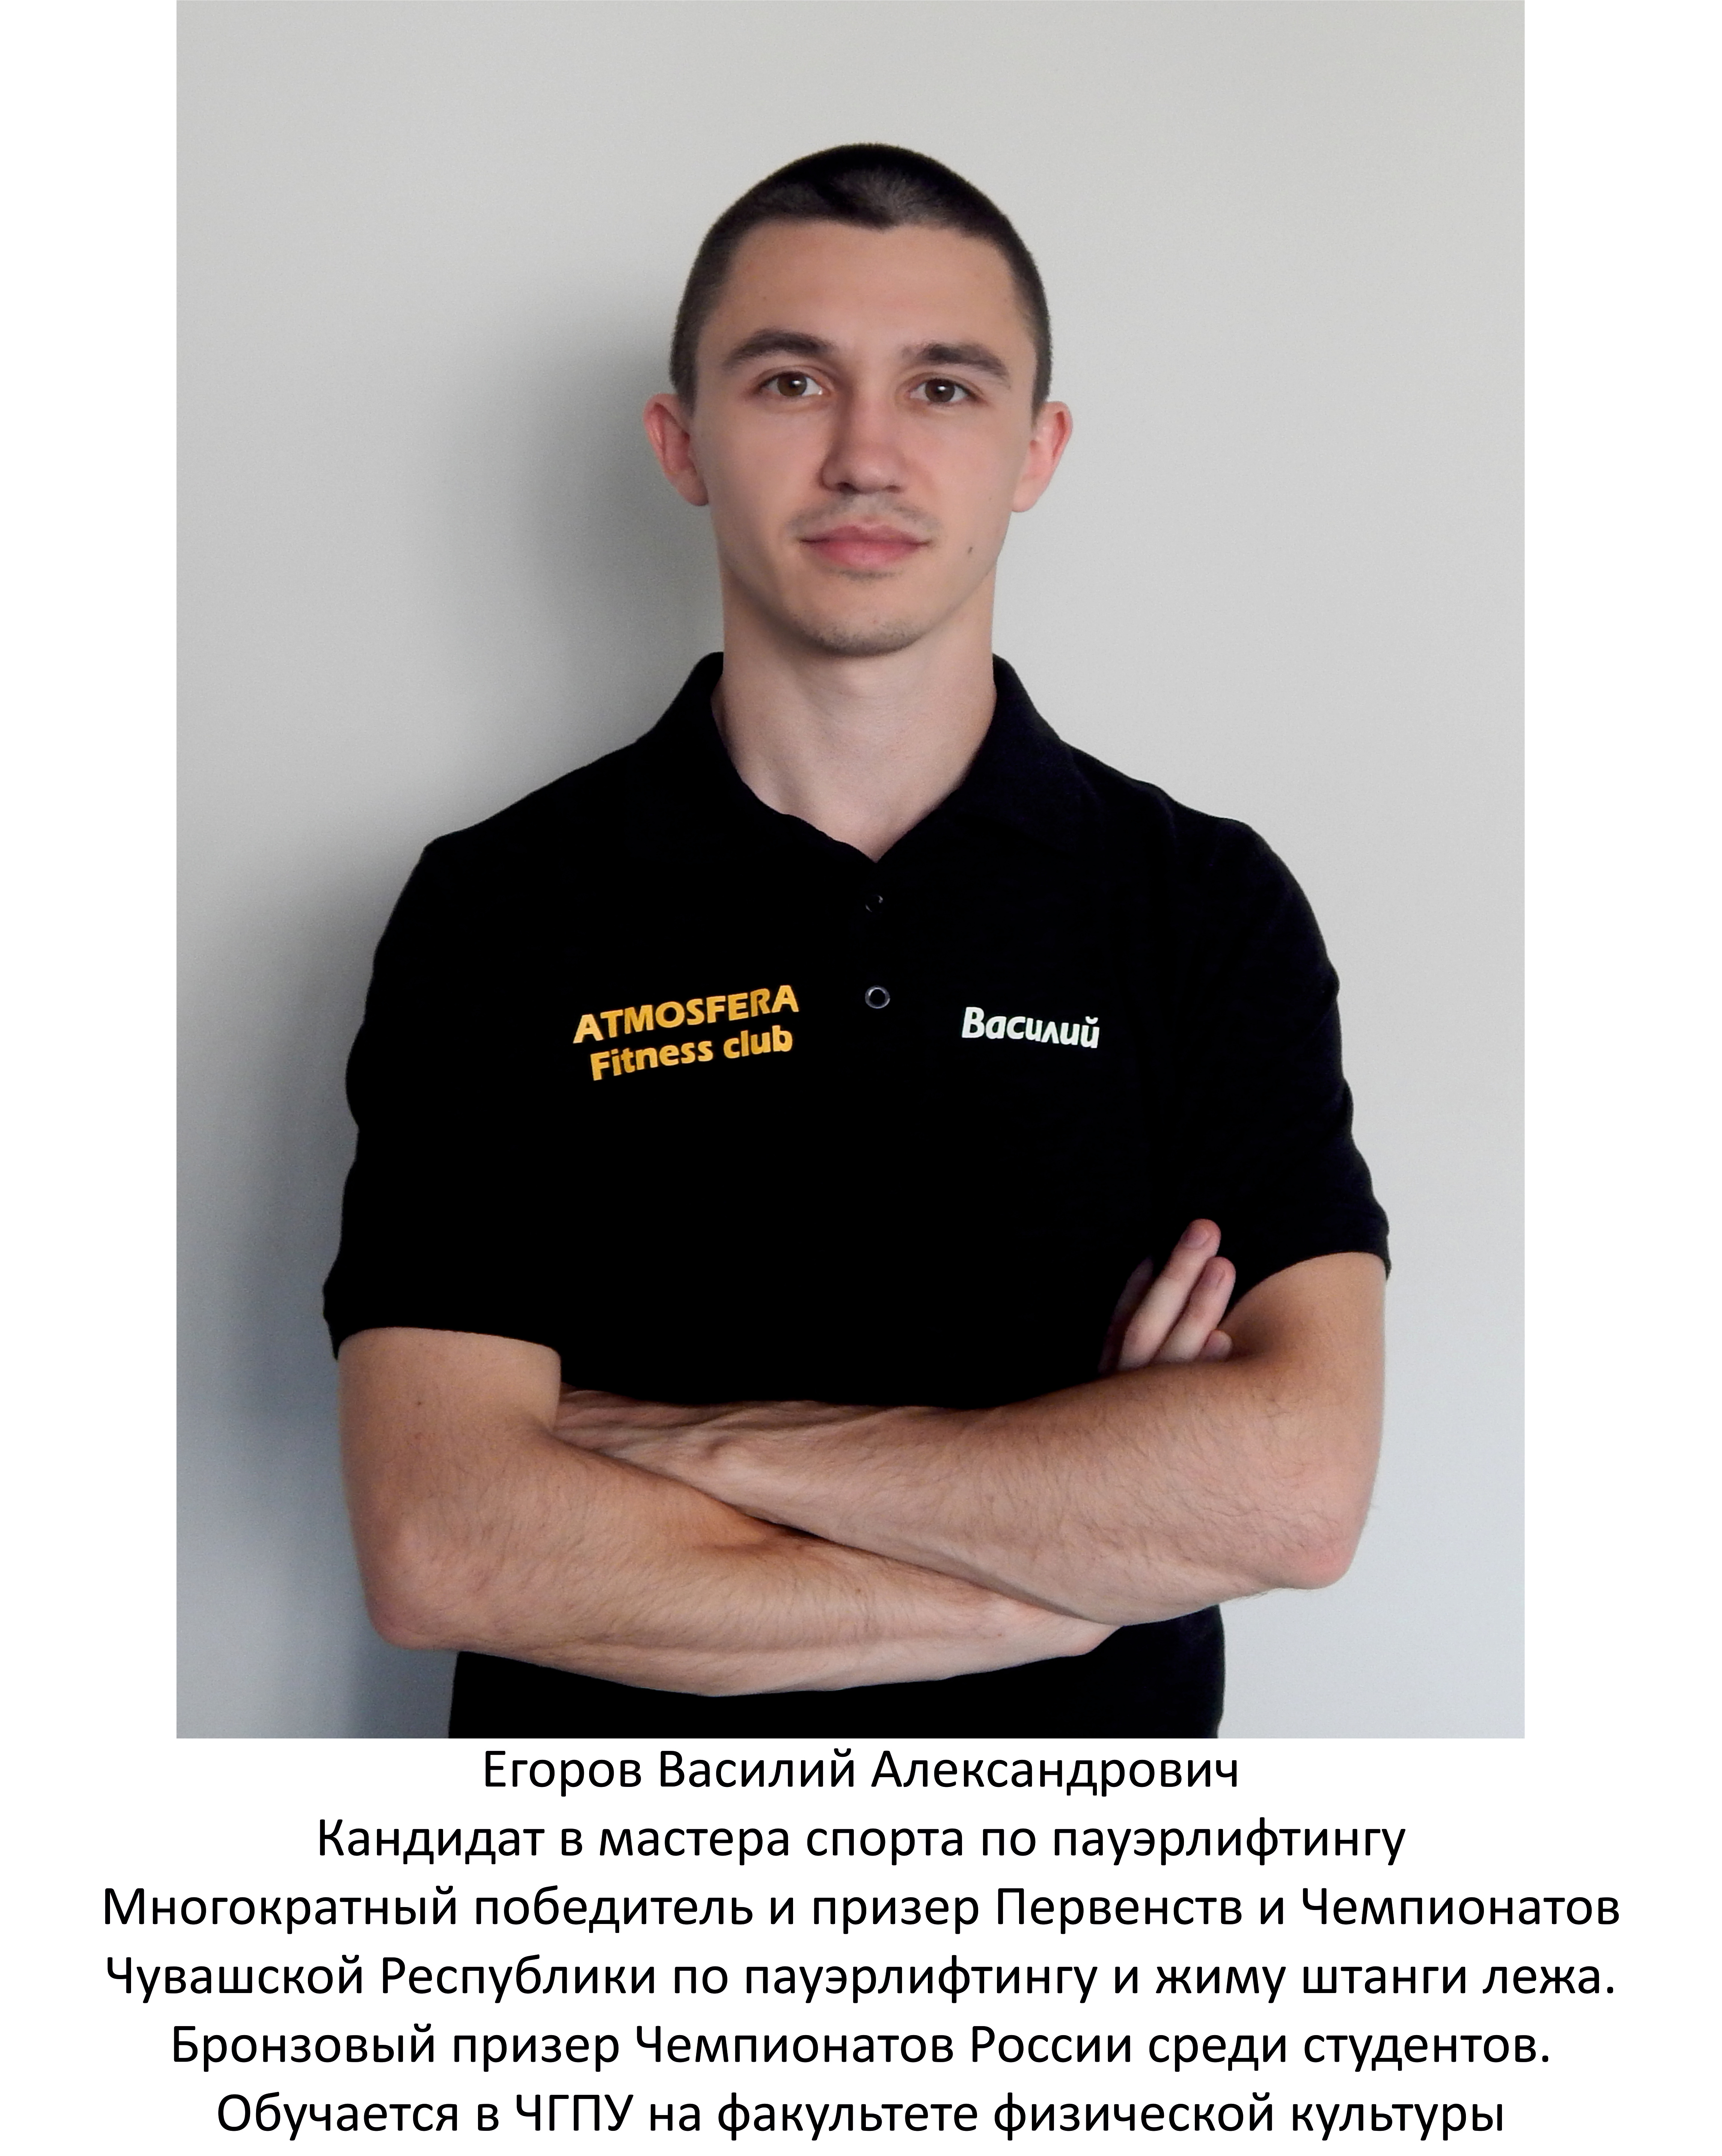 ATMOSFERA
Fitness club
Василий
Егоров Василий Александрович
Кандидат в мастера спорта по пауэрлифтингу
Многократный победитель и призер Первенств и Чемпионатов
Чувашской Республики по пауэрлифтингу и жиму штанги лежа.
Бронзовый призер Чемпионатов России среди студентов.
Обучается в ЧГПУ на факультете физической культуры